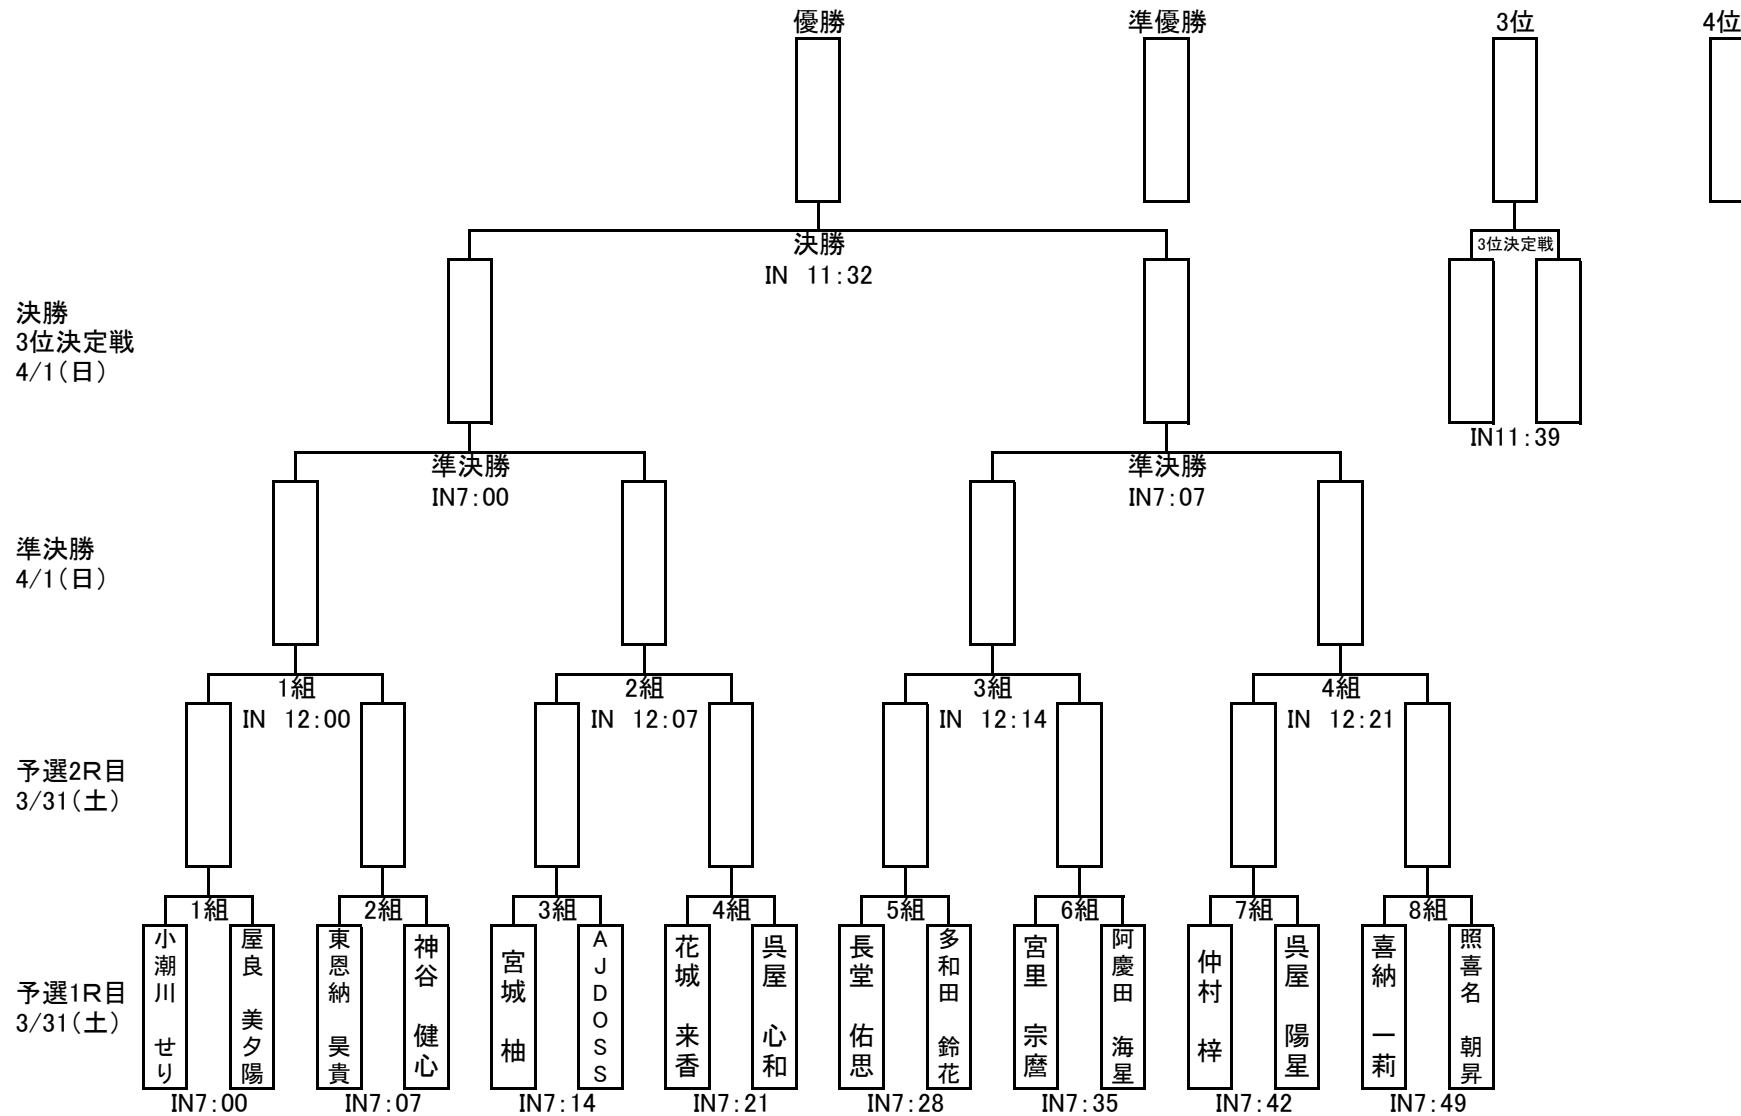 優勝
準優勝
3位
4位
決勝
IN 11:32
3位決定戦
決勝
3位決定戦
4/1(日)
IN11:39
準決勝
IN7:00
準決勝
IN7:07
準決勝
4/1(日)
1組
IN 12:00
2組
IN 12:07
3組
IN 12:14
4組
IN 12:21
予選2R目
3/31(土)
1組
2組
3組
4組
5組
6組
7組
8組
予選1R目
3/31(土)
小潮川 せり
屋良 美夕陽
東恩納 昊貴
神谷 健心
宮城 柚
AJDOSS
花城 来香
呉屋 心和
長堂 佑思
多和田 鈴花
宮里 宗麿
阿慶田 海星
仲村 梓
呉屋 陽星
喜納 一莉
照喜名 朝昇
IN7:00
IN7:07
IN7:14
IN7:21
IN7:28
IN7:35
IN7:42
IN7:49